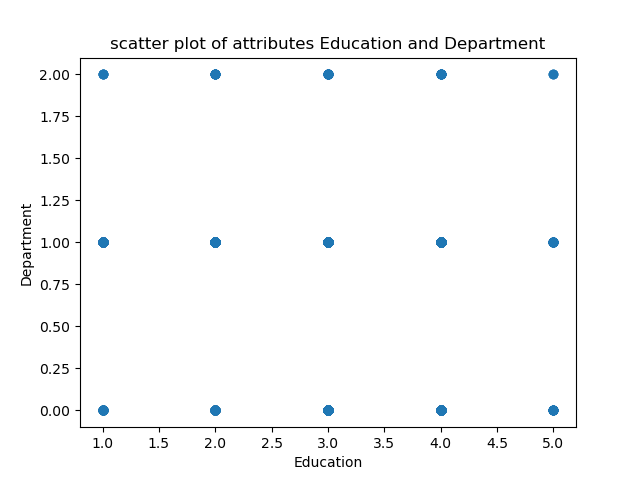 scatter plot of attributes Education and Department
2.00
1.75
1.50
1.25
1.00
0.75
0.50
0.25
0.00
Department
1.0 1.5 2.0 2.5 3.0 3.5 4.0 4.5 5.0
Education